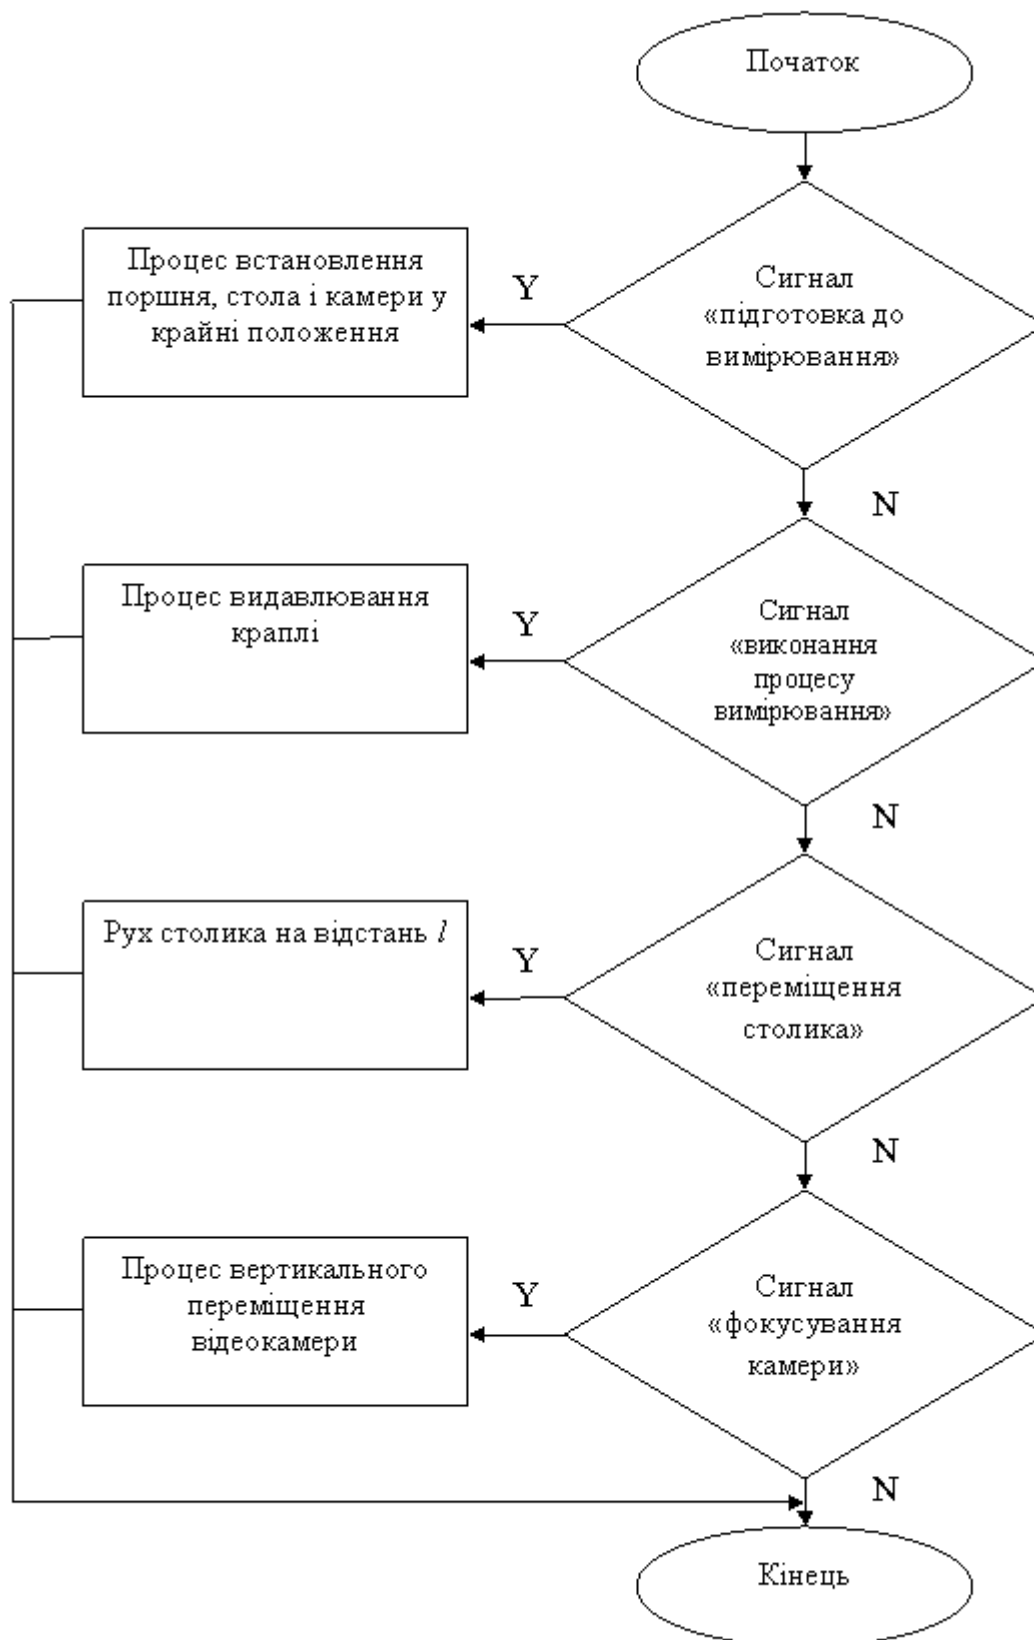 Початок
Сигнал
«підготовка до
вимірювання»
Y
Процес встановлення
поршня, стола і камери у
крайні положення
N
Сигнал
«виконання
процесу
вимірювання»
Y
Процес видавлювання
краплі
N
Сигнал
«переміщення
столика»
Y
Рух столика на відстань l
N
Сигнал
«фокусування
камери»
Y
Процес вертикального
переміщення
відеокамери
N
Кінець